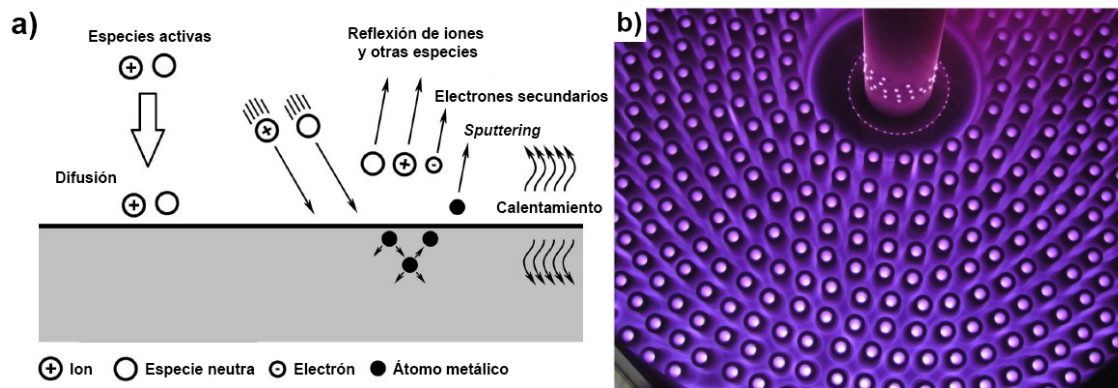 a)
Especies activas
Difusión
Reflexión de iones
y otras especies
Electrones secundarios
Sputtering
Calentamiento
Ion
Especie neutra
Electrón
Átomo metálico
b)